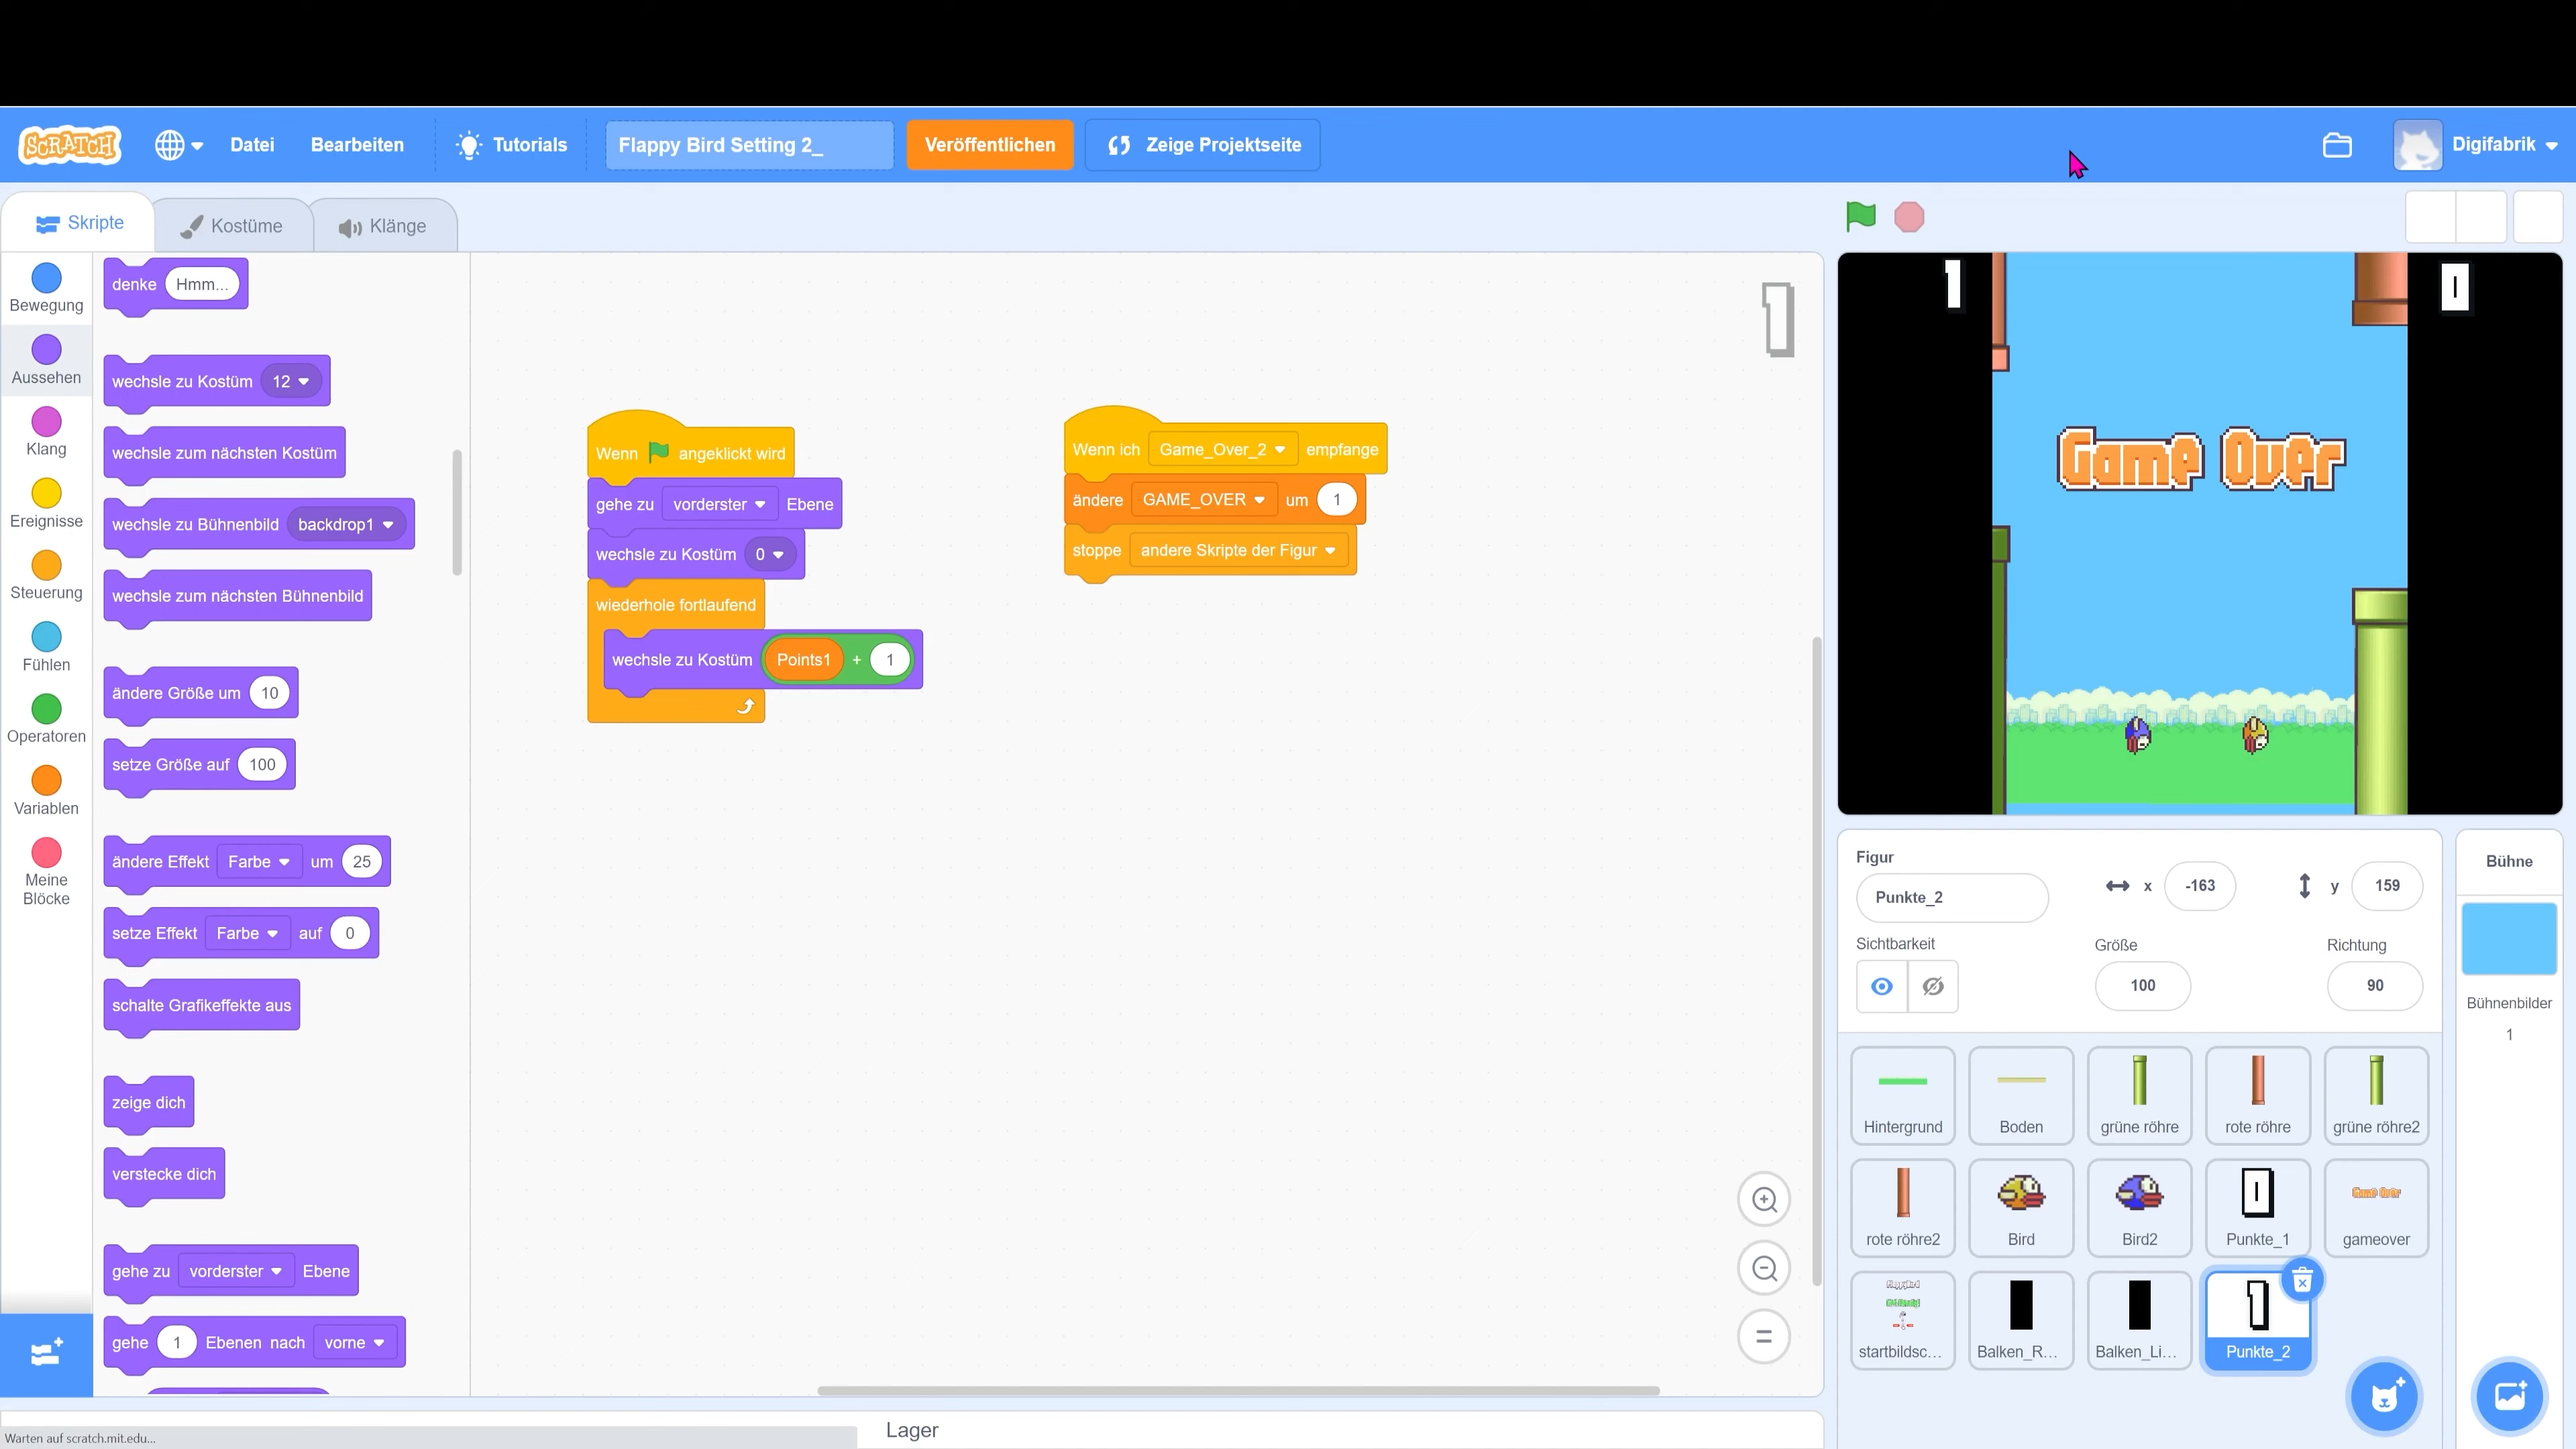 SCRATCH
Datei
Bearbeiten
Tutorials
Flappy Bird Setting 2_
Veröffentlichen
Zeige Projektseite
Digifabrik
Skripte
Kostüme
Klänge
Bewegung
Aussehen
Klang
Ereignisse
Steuerung
Fühlen
Operatoren
Variablen
Meine
Blöcke
denke Hmm...
wechsle zu Kostüm 12
wechsle zum nächsten Kostüm
wechsle zu Bühnenbild backdrop1
wechsle zum nächsten Bühnenbild
ändere Größe um 10
setze Größe auf 100
ändere Effekt Farbe um 25
setze Effekt Farbe auf 0
schalte Grafikeffekte aus
zeige dich
verstecke dich
gehe zu vorderster Ebene
gehe 1 Ebenen nach vorne
Wenn angeklickt wird
gehe zu vorderster Ebene
wechsle zu Kostüm 0
wiederhole fortlaufend
wechsle zu Kostüm Points1 + 1
Wenn ich Game_Over_2 empfange
ändere GAME_OVER um 1
stoppe andere Skripte der Figur
1
1
0
Game Over
Figur
Punkte_2
x -163
y 159
Sichtbarkeit
Größe
100
Richtung
90
Bühne
Bühnenbilder
1
Hintergrund
Boden
grüne röhre
rote röhre
grüne röhre2
rote röhre2
Bird
Bird2
0
Punkte_1
Game Over
gameover
startbildsc...
Balken_R...
Balken_Li...
1
Punkte_2
Lager
Warten auf scratch.mit.edu...